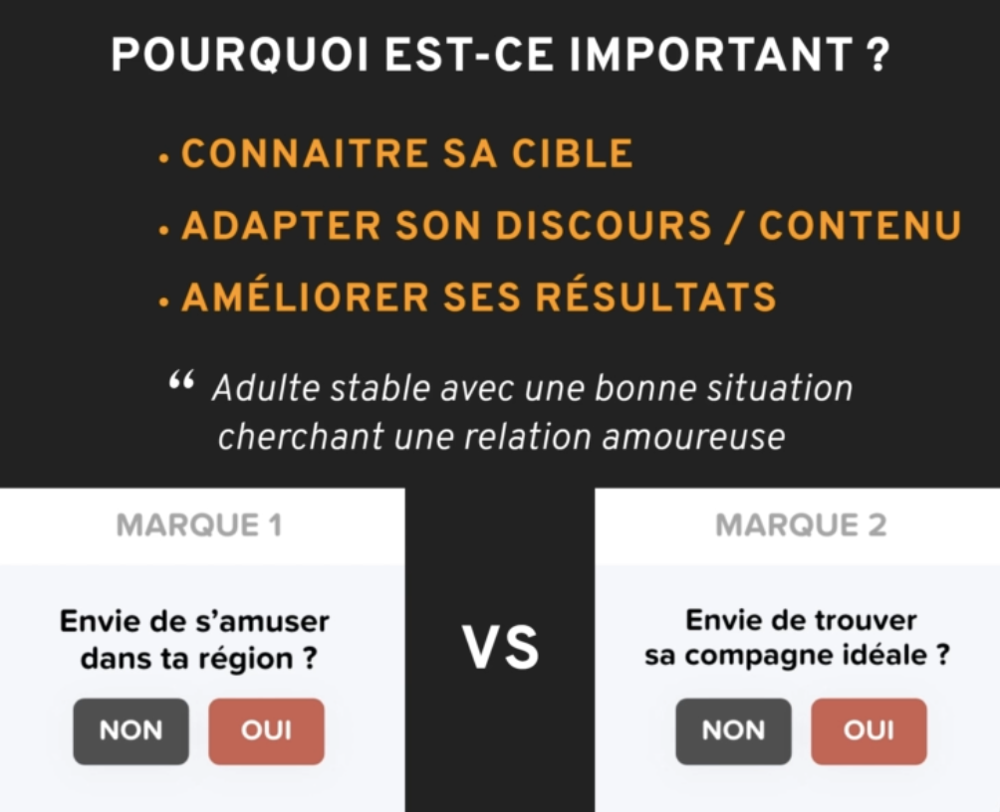 POURQUOI EST-CE IMPORTANT ?
• CONNAITRE SA CIBLE
• ADAPTER SON DISCOURS / CONTENU
• AMÉLIORER SES RÉSULTATS
“ Adulte stable avec une bonne situation
cherchant une relation amoureuse
MARQUE 1
Envie de s’amuser
dans ta région ?
NON OUI
VS
MARQUE 2
Envie de trouver
sa compagne idéale ?
NON OUI